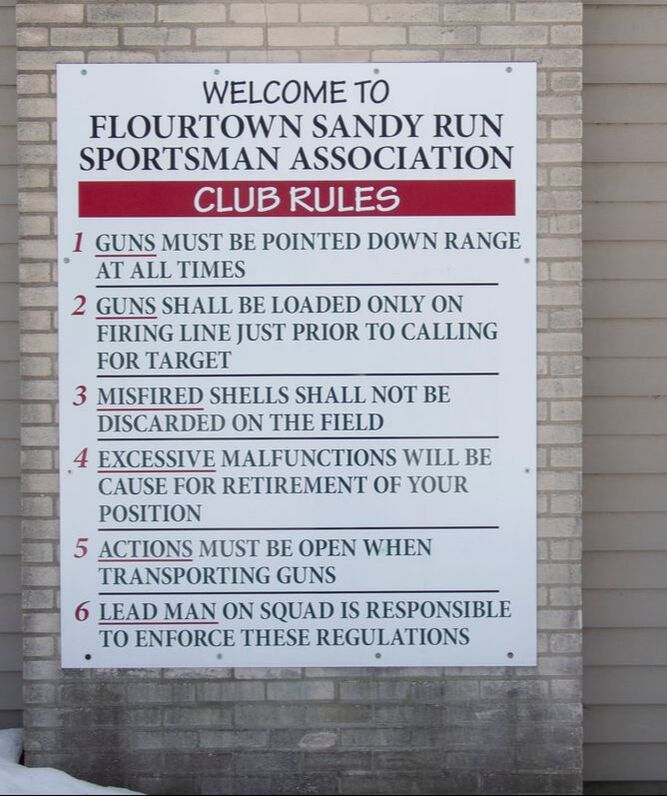 WELCOME TO
FLOURTOWN SANDY RUN
SPORTSMAN ASSOCIATION
CLUB RULES
1 GUNS MUST BE POINTED DOWN RANGE
AT ALL TIMES
2 GUNS SHALL BE LOADED ONLY ON
FIRING LINE JUST PRIOR TO CALLING
FOR TARGET
3 MISFIRED SHELLS SHALL NOT BE
DISCARDED ON THE FIELD
4 EXCESSIVE MALFUNCTIONS WILL BE
CAUSE FOR RETIREMENT OF YOUR
POSITION
5 ACTIONS MUST BE OPEN WHEN
TRANSPORTING GUNS
6 LEAD MAN ON SQUAD IS RESPONSIBLE
TO ENFORCE THESE REGULATIONS